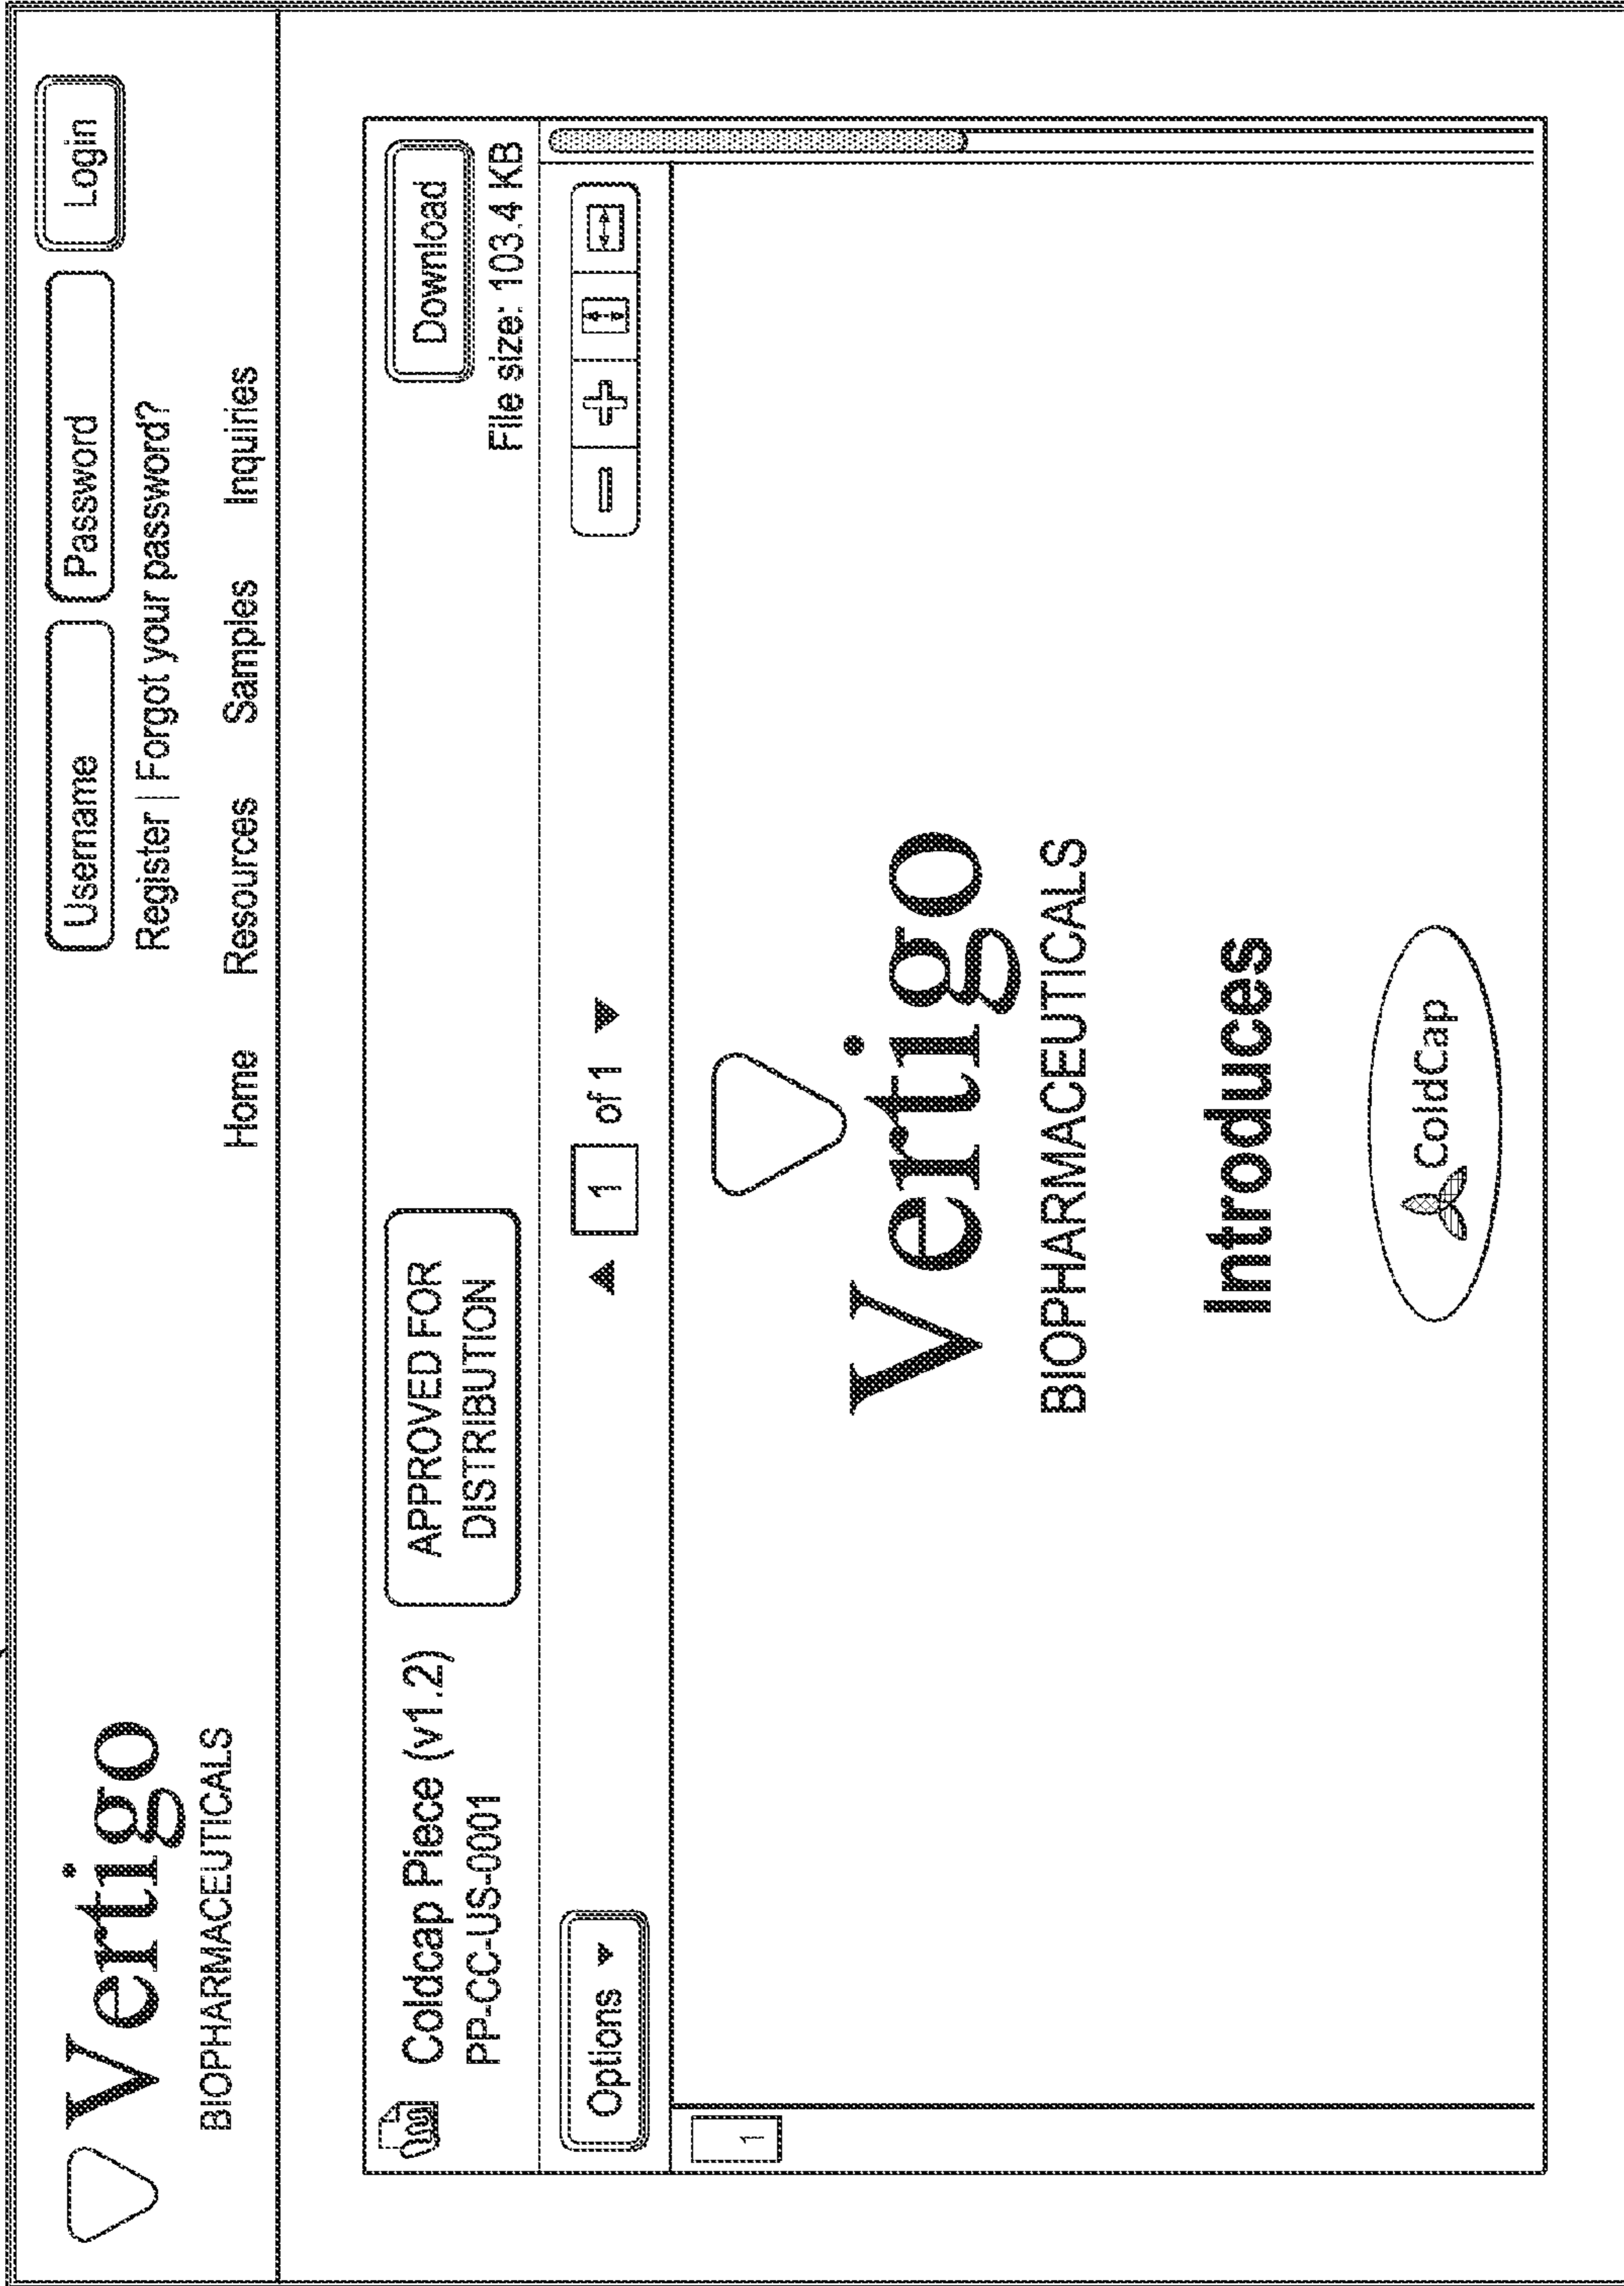 Vertigo
BIOPHARMACEUTICALS
Username Password Login
Register | Forgot your password?
Home Resources Samples Inquiries
Coldcap Piece (v1.2)
PP-CC-US-0001
APPROVED FOR
DISTRIBUTION
Download
File size: 103.4 KB
Options
1 of 1
1
Vertigo
BIOPHARMACEUTICALS
Introduces
ColdCap